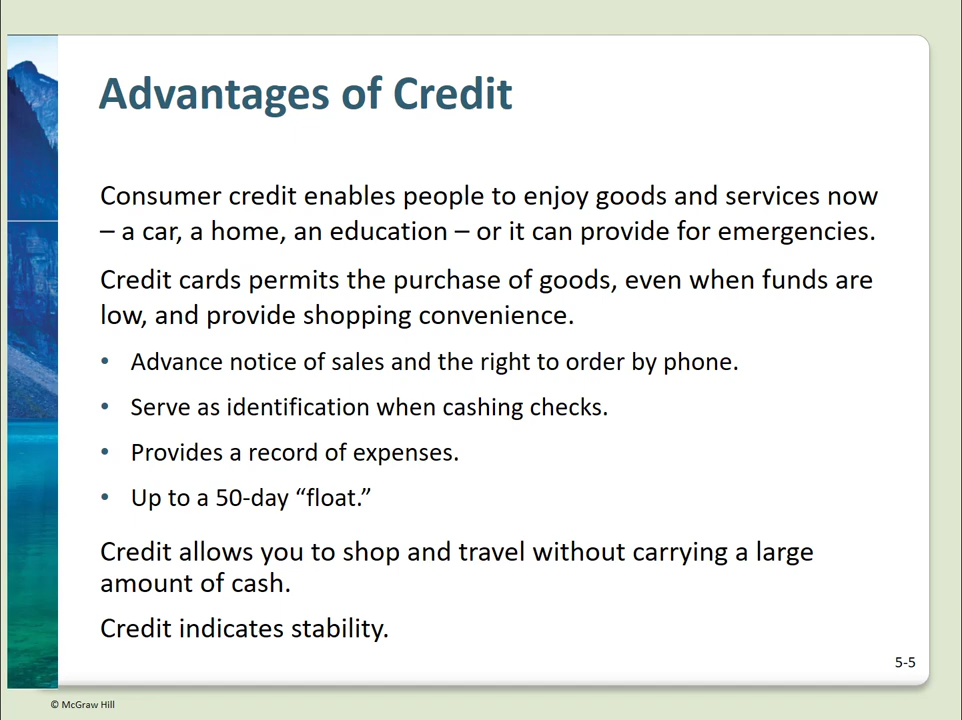 Advantages of Credit
Consumer credit enables people to enjoy goods and services now
– a car, a home, an education – or it can provide for emergencies.
Credit cards permits the purchase of goods, even when funds are
low, and provide shopping convenience.
• Advance notice of sales and the right to order by phone.
• Serve as identification when cashing checks.
• Provides a record of expenses.
• Up to a 50-day “float.”
Credit allows you to shop and travel without carrying a large
amount of cash.
Credit indicates stability.
5-5
© McGraw Hill